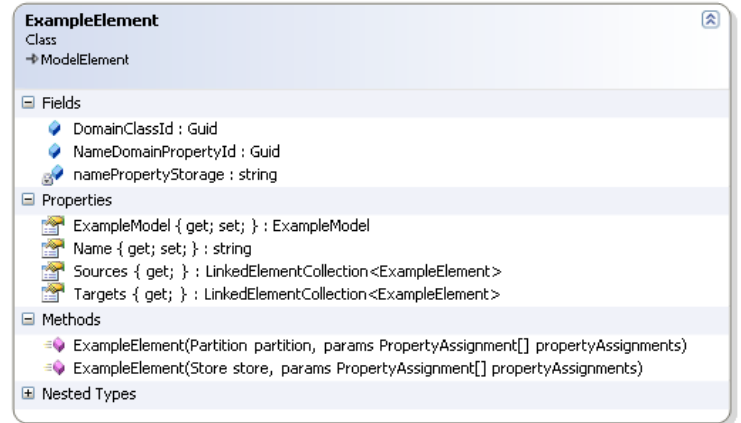 ExampleElement
Class
ModelElement
Fields
DomainClassId : Guid
NameDomainPropertyId : Guid
namePropertyStorage : string
Properties
ExampleModel { get; set; } : ExampleModel
Name { get; set; } : string
Sources { get; } : LinkedElementCollection<ExampleElement>
Targets { get; } : LinkedElementCollection<ExampleElement>
Methods
ExampleElement(Partition partition, params PropertyAssignment[] propertyAssignments)
ExampleElement(Store store, params PropertyAssignment[] propertyAssignments)
Nested Types